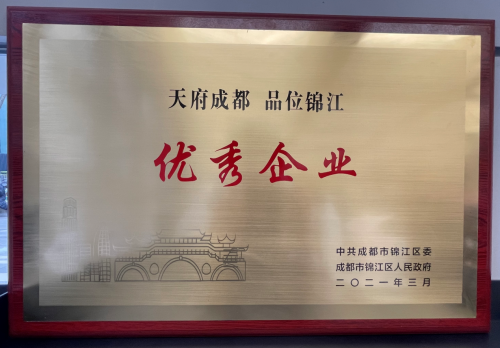 天府成都 品位锦江
优秀企业
中共成都市锦江区委
成都市锦江区人民政府
二〇二一年三月